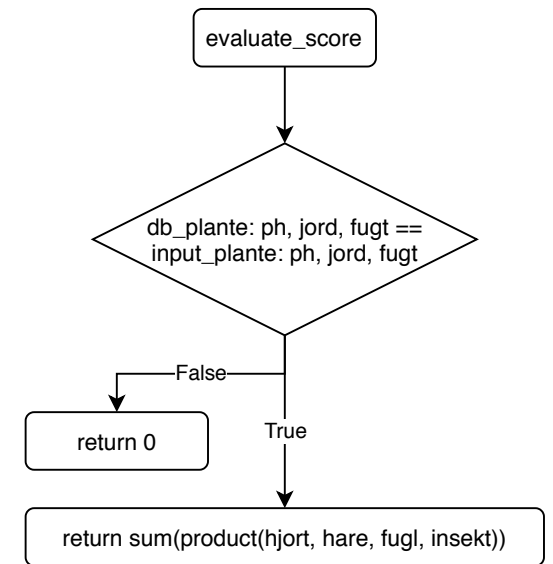 evaluate_score
db_plante: ph, jord, fugt ==
input_plante: ph, jord, fugt
False
return 0
True
return sum(product(hjort, hare, fugl, insekt))